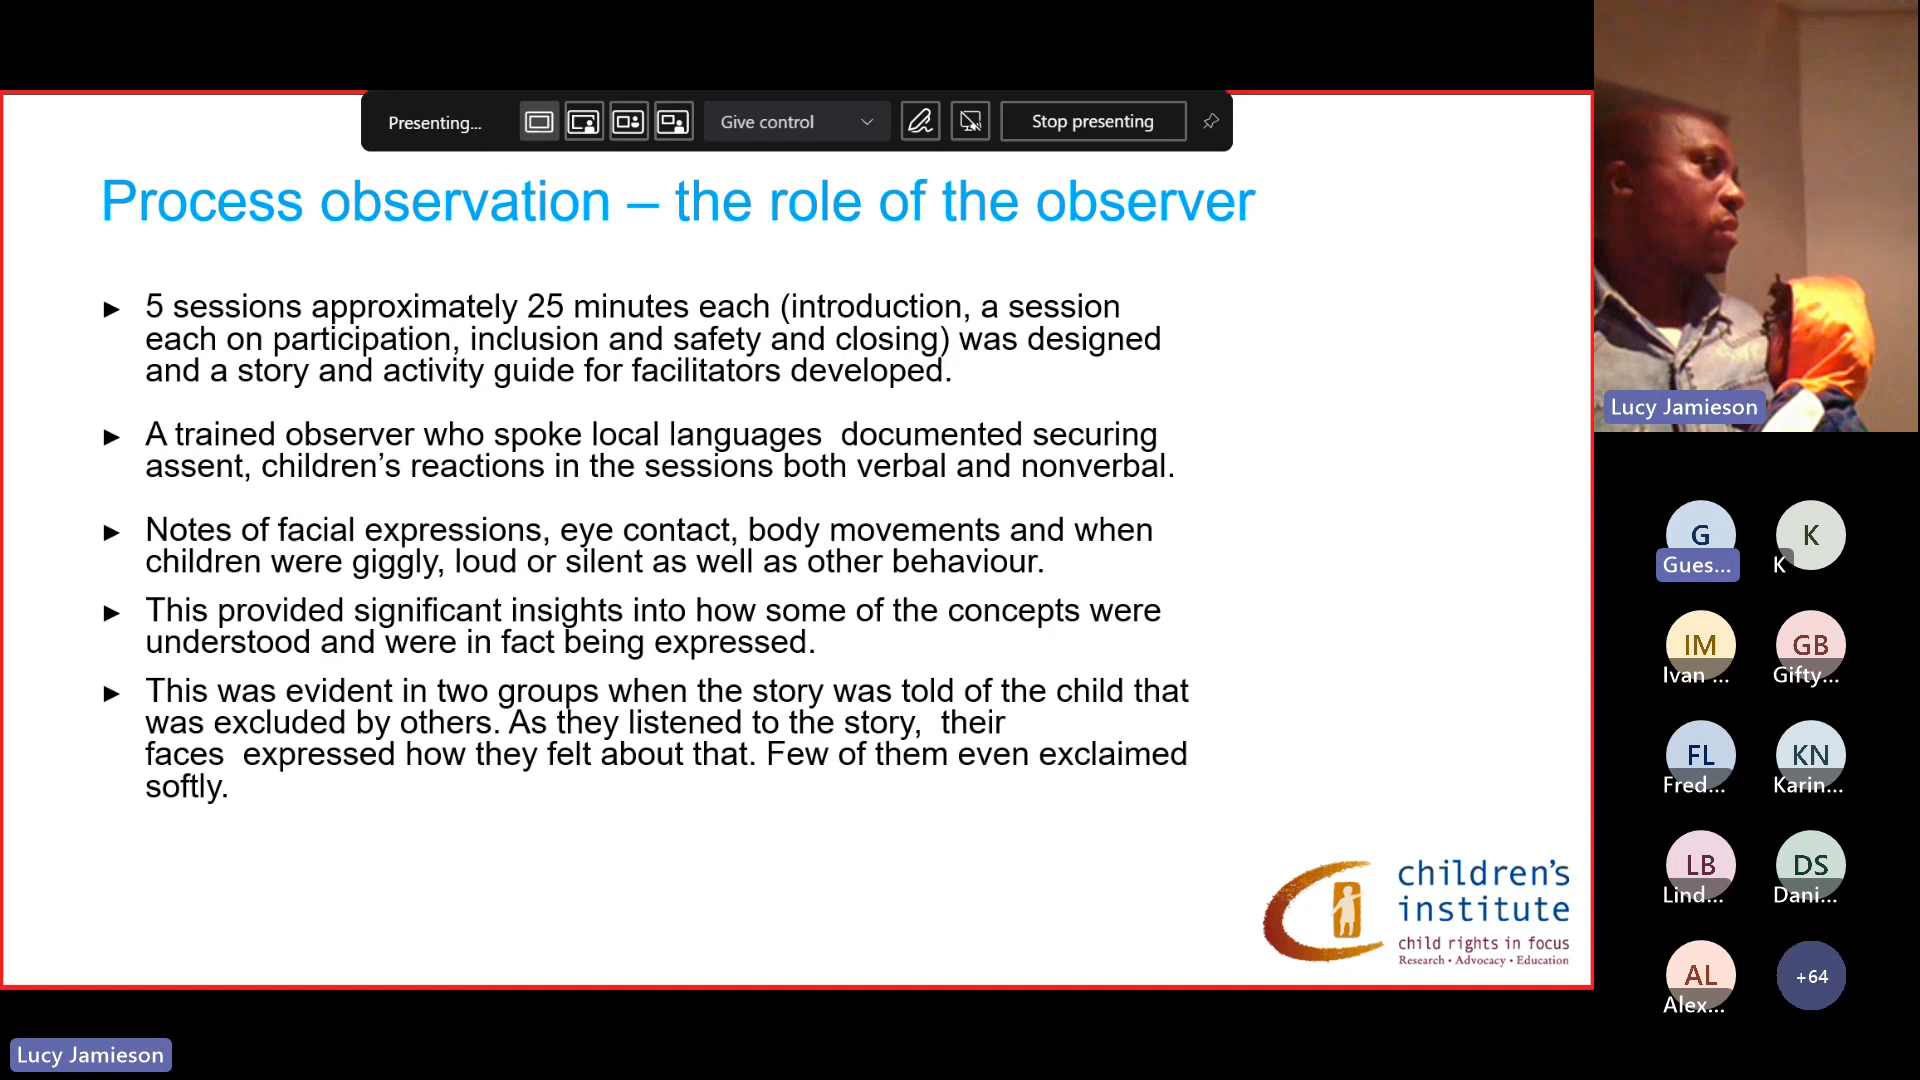 Presenting...
Give control
Stop presenting
Process observation – the role of the observer
► 5 sessions approximately 25 minutes each (introduction, a session
each on participation, inclusion and safety and closing) was designed
and a story and activity guide for facilitators developed.
► A trained observer who spoke local languages  documented securing
assent, children’s reactions in the sessions both verbal and nonverbal.
► Notes of facial expressions, eye contact, body movements and when
children were giggly, loud or silent as well as other behaviour.
► This provided significant insights into how some of the concepts were
understood and were in fact being expressed.
► This was evident in two groups when the story was told of the child that
was excluded by others. As they listened to the story,  their
faces  expressed how they felt about that. Few of them even exclaimed
softly.
children’s
institute
child rights in focus
Research • Advocacy • Education
Lucy Jamieson
Lucy Jamieson
G
Gues...
K
K
IM
Ivan ...
GB
Gifty...
FL
Fred...
KN
Karin...
LB
Lind...
DS
Dani...
AL
Alex...
+64